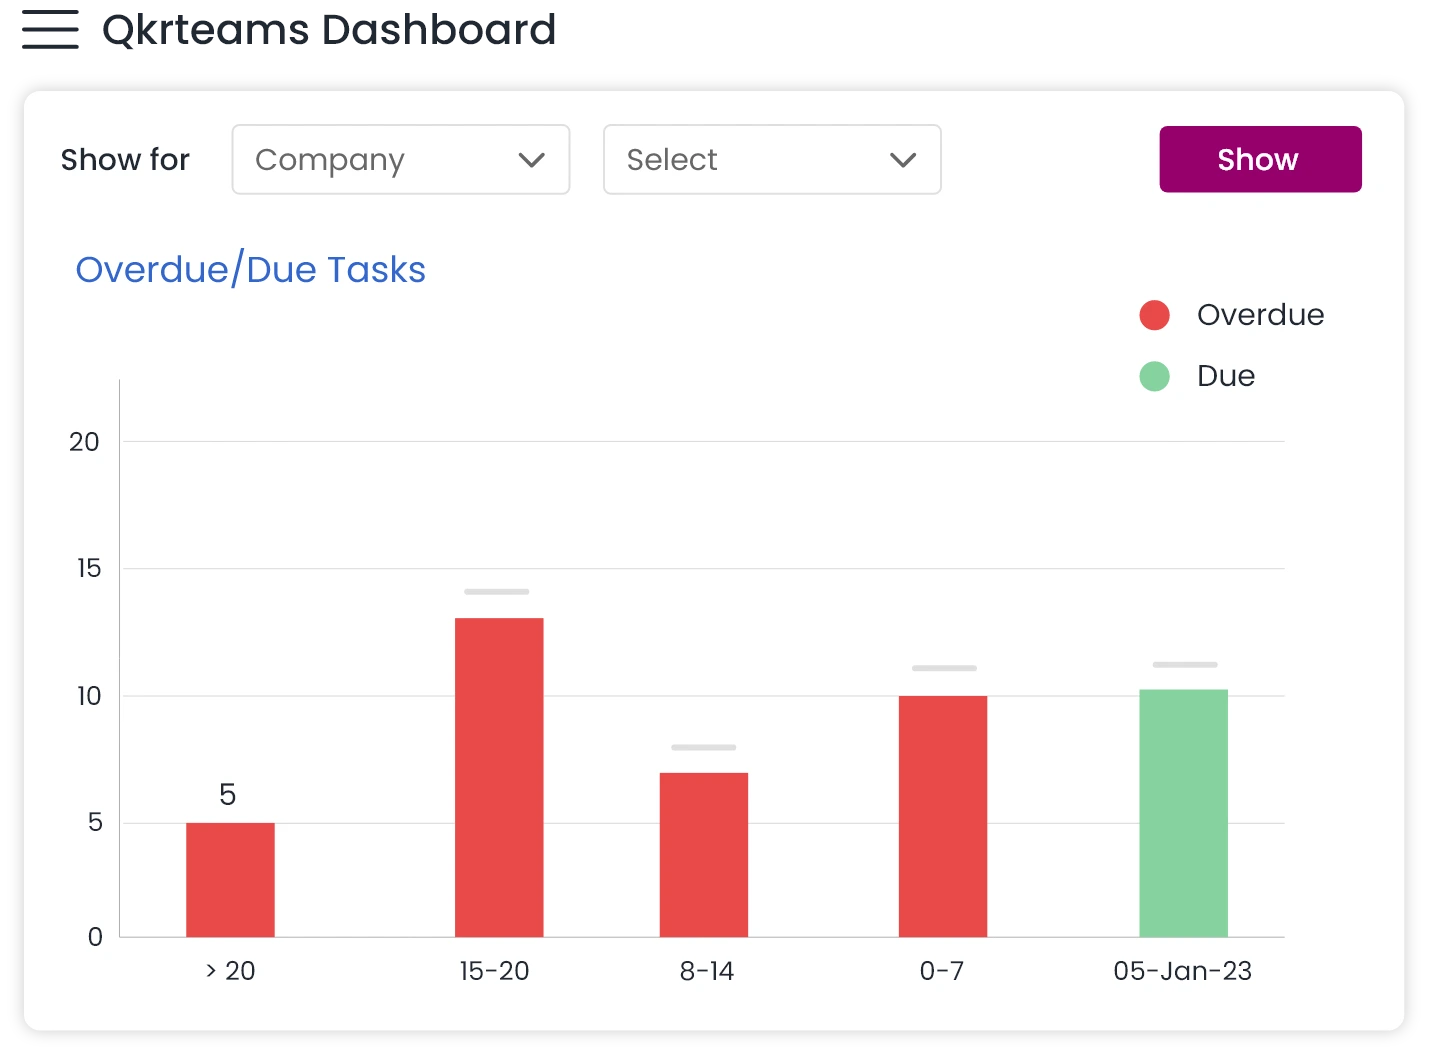 Qkrteams Dashboard
Show for Company Select Show
Overdue/Due Tasks
Overdue
Due
20
15
10
5
5
0
> 20 15-20 8-14 0-7 05-Jan-23